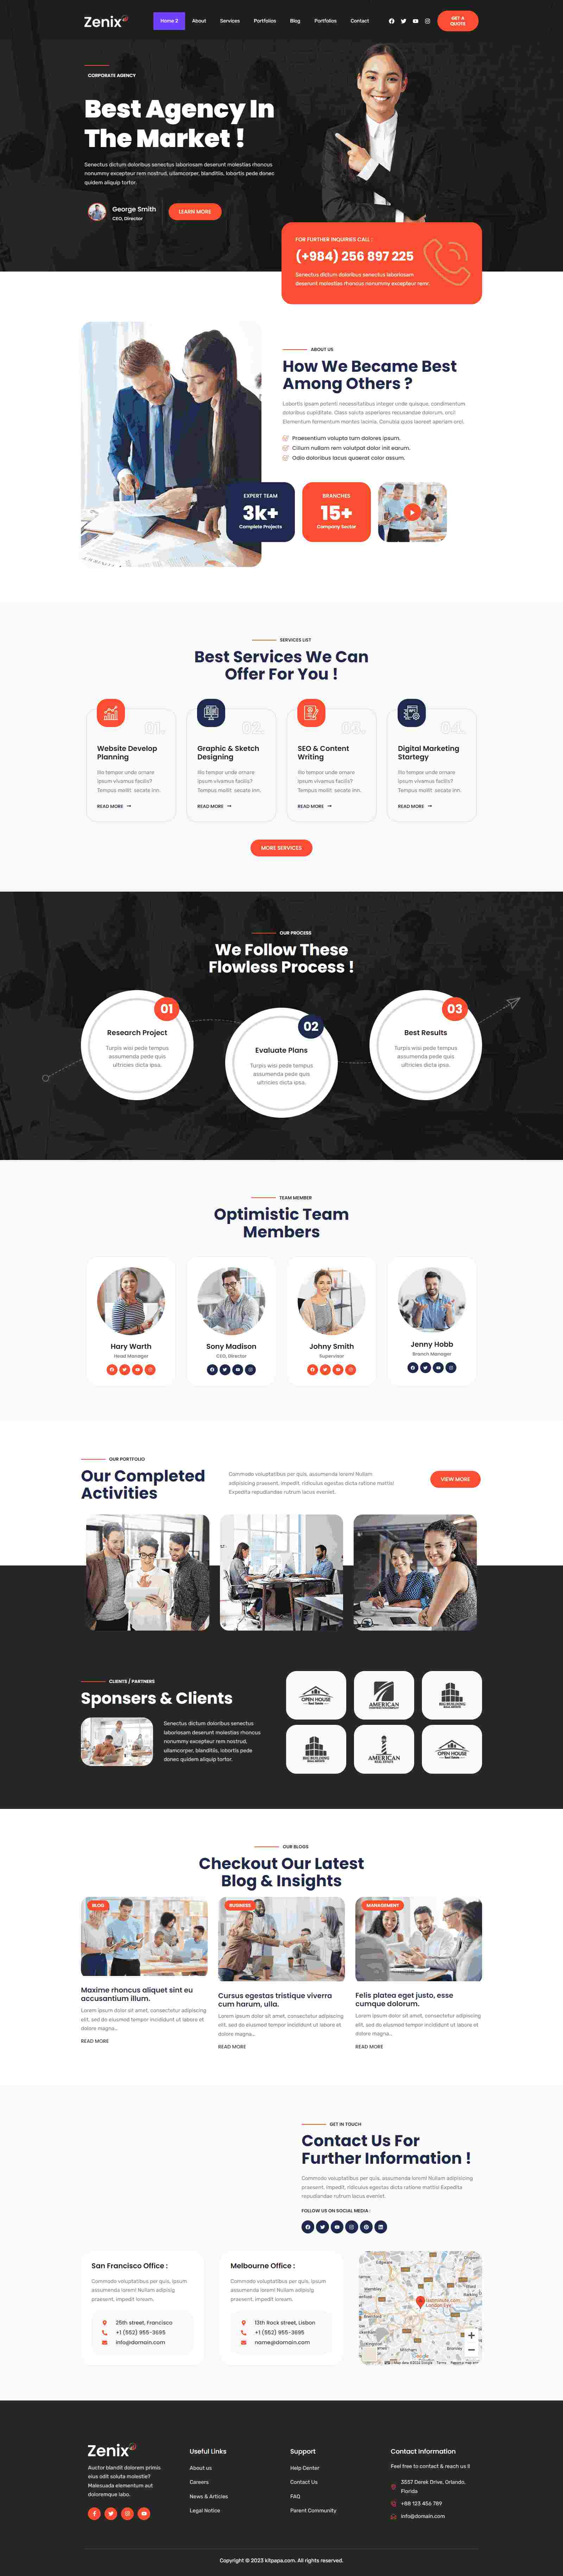 Zenix
Home 2
About
Services
Portfolios
Blog
Portfolios
Contact
GET A
QUOTE
CORPORATE AGENCY
Best Agency In
The Market !
Senectus dictum doloribus senectus laboriosam deserunt molestias rhoncus
nonummy excepteur rem nostrud, ullamcorper, blanditiis, lobortis pede donec
quidem aliquip tortor.
George Smith
CEO, Director
LEARN MORE
FOR FURTHER INQUIRIES CALL :
(+984) 256 897 225
Senectus dictum doloribus senectus laboriosam
deserunt molestias rhoncus nonummy excepteur remr.
ABOUT US
How We Became Best
Among Others ?
Lobortis ipsam potenti necessitatibus integer unde quisque, condimentum
doloribus cupiditate. Class sociis asperiores recusandae dolorum, orci!
Elementum fermentum montes lacinia. Conubia quas laoreet aperiam orci.
Praesentium volupta tum dolores ipsum.
Cillum nullam rem volutpat dolor init earum.
Odio doloribus lacus quaerat color assum.
EXPERT TEAM
3k+
Complete Projects
BRANCHES
15+
Company Sector
SERVICES LIST
Best Services We Can
Offer For You !
01.
Website Develop
Planning
Illo tempor unde ornare
ipsum vivamus facilis?
Tempus mollit secate inn.
READ MORE
02.
Graphic & Sketch
Designing
Illo tempor unde ornare
ipsum vivamus facilis?
Tempus mollit secate inn.
READ MORE
03.
SEO & Content
Writing
Illo tempor unde ornare
ipsum vivamus facilis?
Tempus mollit secate inn.
READ MORE
04.
Digital Marketing
Startegy
Illo tempor unde ornare
ipsum vivamus facilis?
Tempus mollit secate inn.
READ MORE
MORE SERVICES
OUR PROCESS
We Follow These
Flowless Process !
01
Research Project
Turpis wisi pede tempus
assumenda pede quis
ultricies dicta ipsa.
02
Evaluate Plans
Turpis wisi pede tempus
assumenda pede quis
ultricies dicta ipsa.
03
Best Results
Turpis wisi pede tempus
assumenda pede quis
ultricies dicta ipsa.
TEAM MEMBER
Optimistic Team
Members
Hary Warth
Head Manager
Sony Madison
CEO, Director
Johny Smith
Supervisor
Jenny Hobb
Branch Manager
OUR PORTFOLIO
Our Completed
Activities
Commodo voluptatibus per quis, assumenda lorem! Nullam
adipisicing praesent, impedit, ridiculus egestas dicta ratione mattis!
Expedita repudiandae rutrum lacus eveniet.
VIEW MORE
CLIENTS / PARTNERS
Sponsers & Clients
Senectus dictum doloribus senectus
laboriosam deserunt molestias rhoncus
nonummy excepteur rem nostrud,
ullamcorper, blanditiis, lobortis pede
donec quidem aliquip tortor.
OPEN HOUSE
Real Estate
AMERICAN
BIG BUILDING
REAL ESTATE
BIG BUILDING
REAL ESTATE
AMERICAN
REAL ESTATE
OPEN HOUSE
Real Estate
OUR BLOGS
Checkout Our Latest
Blog & Insights
BLOG
Maxime rhoncus aliquet sint eu
accusantium illum.
Lorem ipsum dolor sit amet, consectetur adipiscing
elit, sed do eiusmod tempor incididunt ut labore et
dolore magna...
READ MORE
BUSINESS
Cursus egestas tristique viverra
cum harum, ulla.
Lorem ipsum dolor sit amet, consectetur adipiscing
elit, sed do eiusmod tempor incididunt ut labore et
dolore magna...
READ MORE
MANAGEMENT
Felis platea eget justo, esse
cumque dolorum.
Lorem ipsum dolor sit amet, consectetur adipiscing
elit, sed do eiusmod tempor incididunt ut labore et
dolore magna...
READ MORE
GET IN TOUCH
Contact Us For
Further Information !
Commodo voluptatibus per quis, assumenda lorem! Nullam adipisicing
praesent, impedit, ridiculus egestas dicta ratione mattis! Expedita
repudiandae rutrum lacus eveniet.
FOLLOW US ON SOCIAL MEDIA :
San Francisco Office :
Commodo voluptatibus per quis, ipsum
assumenda lorem! Nullam adipisig
praesent, impedit loream.
25th street, Francisco
+1 (552) 955-3695
info@domain.com
Melbourne Office :
Commodo voluptatibus per quis, ipsum
assumenda lorem! Nullam adipisig
praesent, impedit loream.
13th Rock street, Lisbon
+1 (552) 955-3695
name@domain.com
London Eye
Google
Zenix
Auctor blandit dolorem primis
eius odit soluta molestie?
Malesuada elementum aut
doloremque labo.
Useful Links
About us
Careers
News & Articles
Legal Notice
Support
Help Center
Contact Us
FAQ
Parent Community
Contact Information
Feel free to contact & reach us !!
3557 Derek Drive, Orlando,
Florida
+88 123 456 789
info@domain.com
Copyright © 2023 kitpapa.com. All rights reserved.